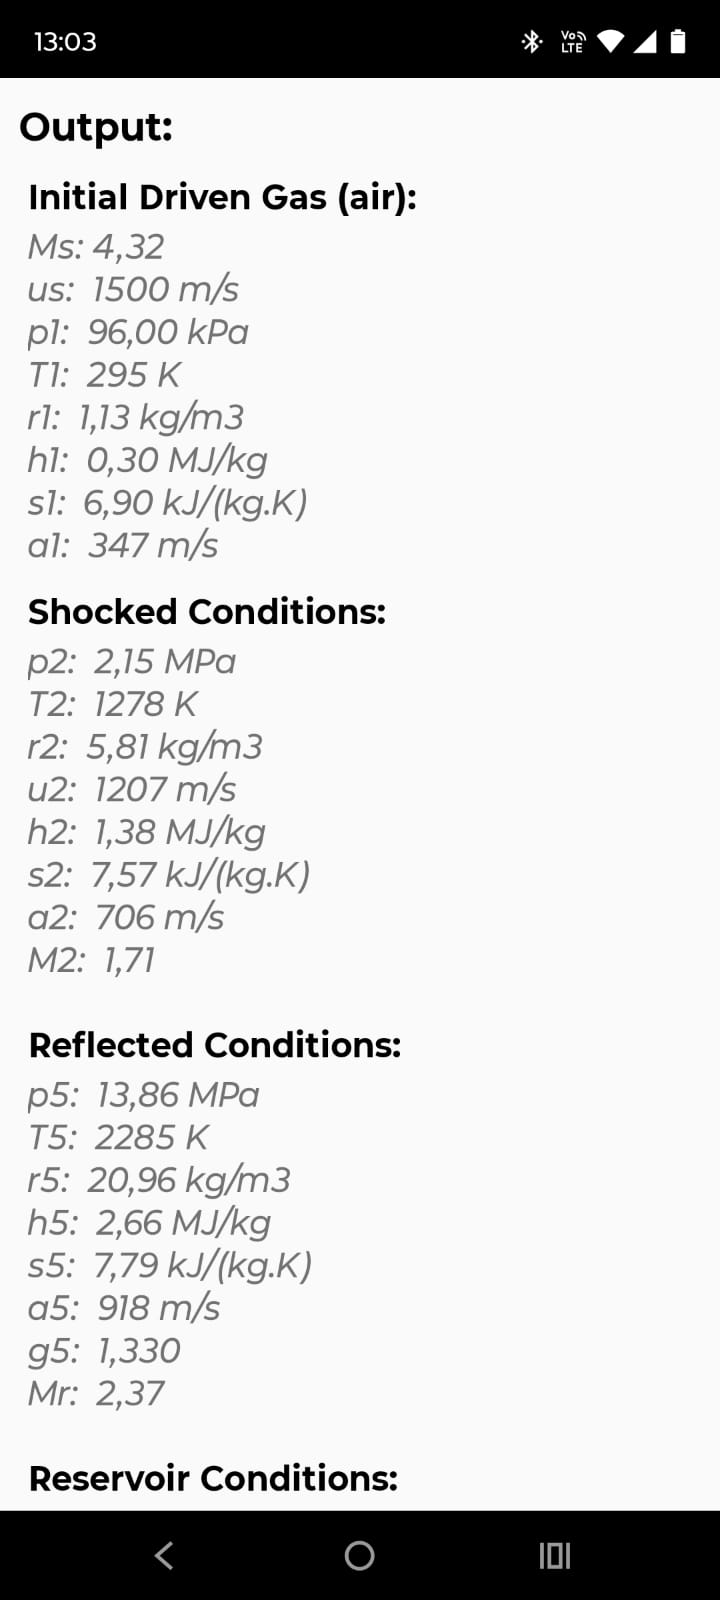 13:03
Vo))
LTE
Output:
Initial Driven Gas (air):
Ms: 4,32
us: 1500 m/s
p1: 96,00 kPa
T1: 295 K
r1: 1,13 kg/m3
h1: 0,30 MJ/kg
s1: 6,90 kJ/(kg.K)
a1: 347 m/s
Shocked Conditions:
p2: 2,15 MPa
T2: 1278 K
r2: 5,81 kg/m3
u2: 1207 m/s
h2: 1,38 MJ/kg
s2: 7,57 kJ/(kg.K)
a2: 706 m/s
M2: 1,71
Reflected Conditions:
p5: 13,86 MPa
T5: 2285 K
r5: 20,96 kg/m3
h5: 2,66 MJ/kg
s5: 7,79 kJ/(kg.K)
a5: 918 m/s
g5: 1,330
Mr: 2,37
Reservoir Conditions: